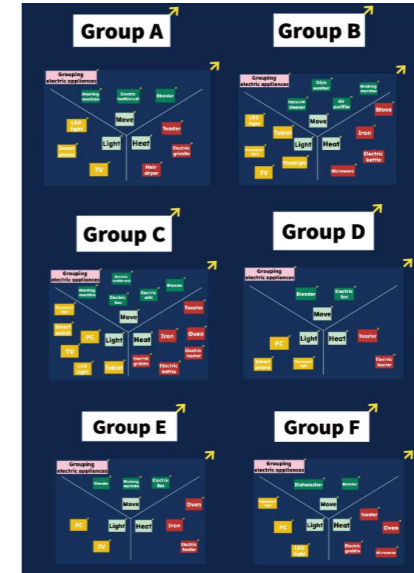 Group A
Grouping
electric appliances
Washing
machine
Electric
toothbrush
Blender
LED
light
Move
Toaster
Smart
phone
Light
Heat
Electric
griddle
TV
Hair
dryer
Group B
Grouping
electric appliances
Dish
washer
Washing
machine
Vacuum
cleaner
Air
purifier
Stove
LED
light
Move
Tablet
Iron
Light
Heat
Electric
kettle
Flashlight
TV
Microwave
Group C
Grouping
electric appliances
Blender
Washing
machine
Electric
fan
Electric
Move
Toaster
Smart
watch
PC
Light
Heat
Iron
Oven
TV
Electric
heater
LED
light
Tablet
Electric
griddle
Electric
kettle
Group D
Grouping
electric appliances
Blender
Electric
fan
Move
PC
Light
Heat
Toaster
Smart
phone
Electric
heater
Group E
Grouping
electric appliances
Blender
Washing
machine
Electric
fan
Move
Oven
PC
Light
Heat
Iron
TV
Electric
heater
Group F
Grouping
electric appliances
Dishwasher
Blender
Move
Toaster
PC
Light
Heat
Oven
LED
light
Electric
griddle
Microwave